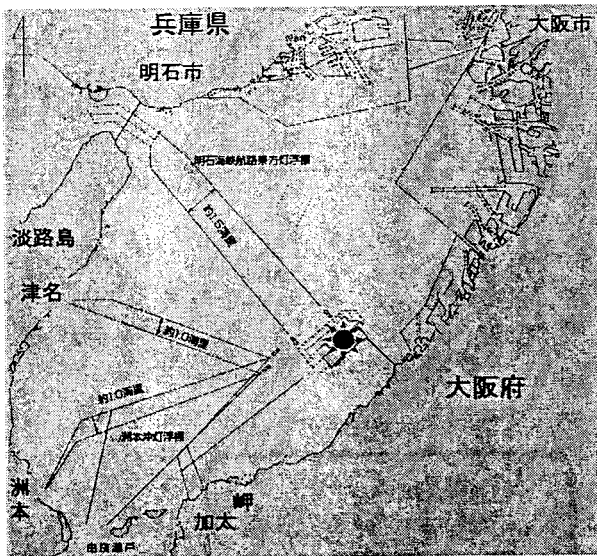 兵庫県
大阪市
明石市
明石海峡航路東方灯浮標
約1.5海里
淡路島
津名
約1.0海里
約1.0海里
洲本沖灯浮標
大阪府
洲本
岬
加太
由良瀬戸